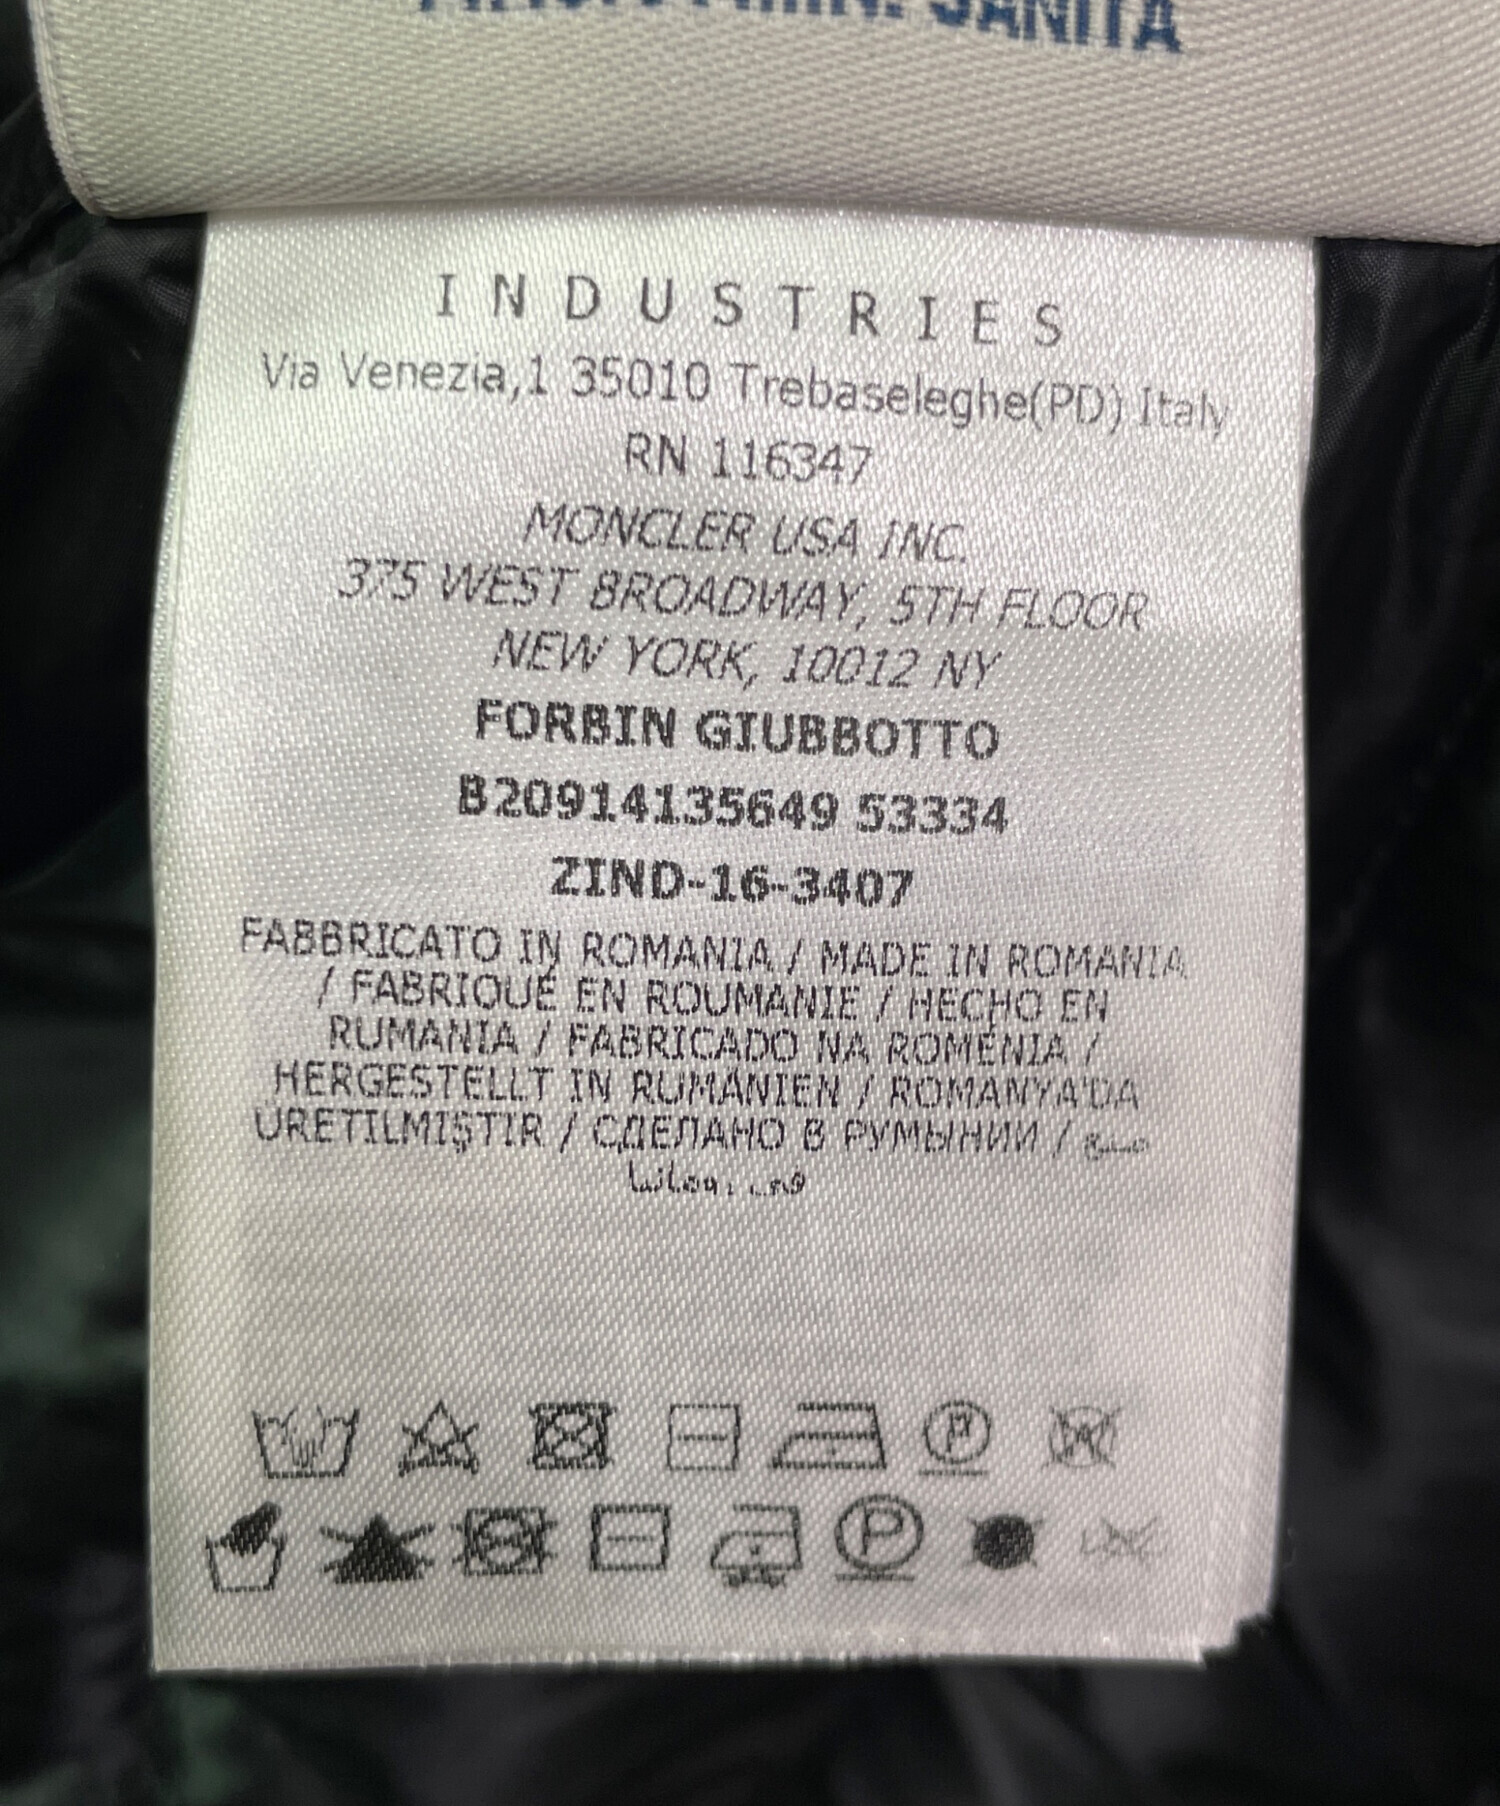 SANITA
INDUSTRIES
Via Venezia,1 35010 Trebaseleghe(PD) Italy
RN 116347
MONCLER USA INC.
375 WEST BROADWAY, 5TH FLOOR
NEW YORK, 10012 NY
FORBIN GIUBBOTTO
B20914135649 53334
ZIND-16-3407
FABBRICATO IN ROMANIA / MADE IN ROMANIA
/ FABRIQUÉ EN ROUMANIE / HECHO EN
RUMANIA / FABRICADO NA ROMÉNIA /
HERGESTELLT IN RUMÄNIEN / ROMANYA'DA
ÜRETILMIŞTIR / СДЕЛАНО В РУМЫНИИ /
P
P